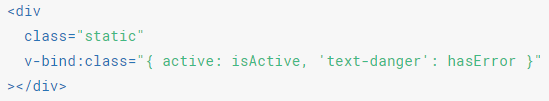 <div
  class="static"
  v-bind:class="{ active: isActive, 'text-danger': hasError }"
></div>